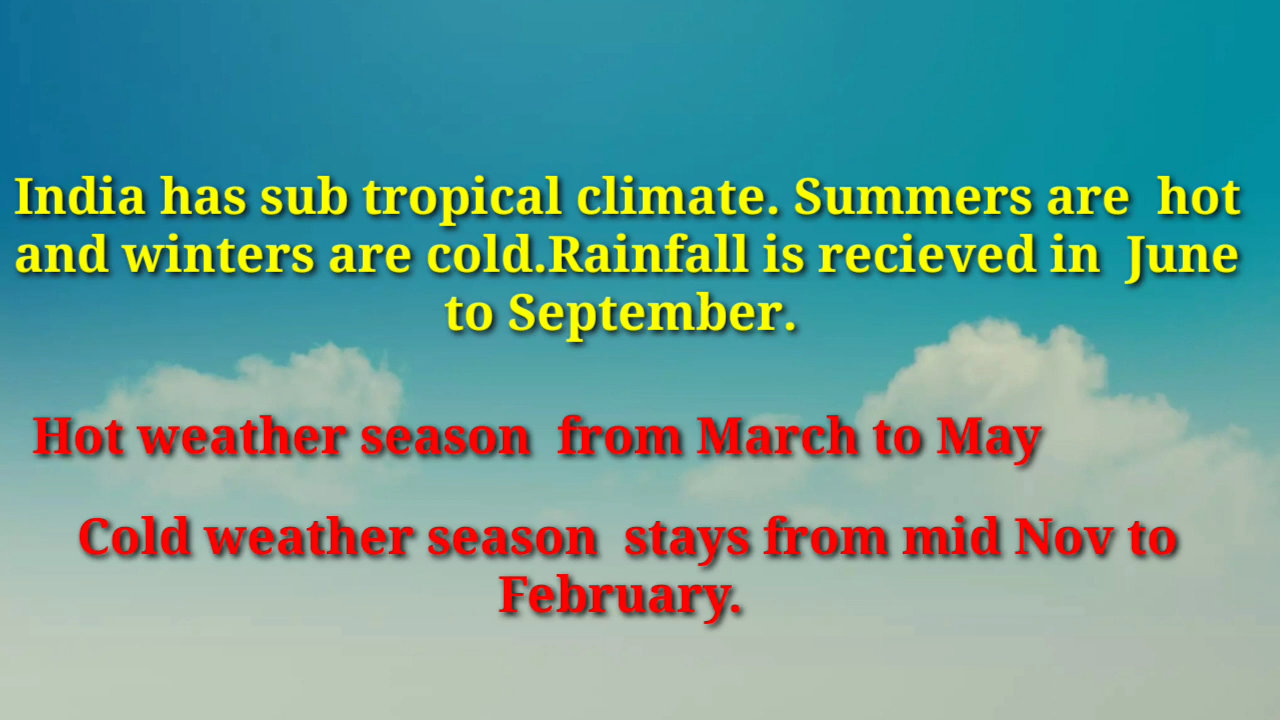 India has sub tropical climate. Summers are  hot
and winters are cold.Rainfall is recieved in  June
to September.
Hot weather season  from March to May
Cold weather season  stays from mid Nov to
February.